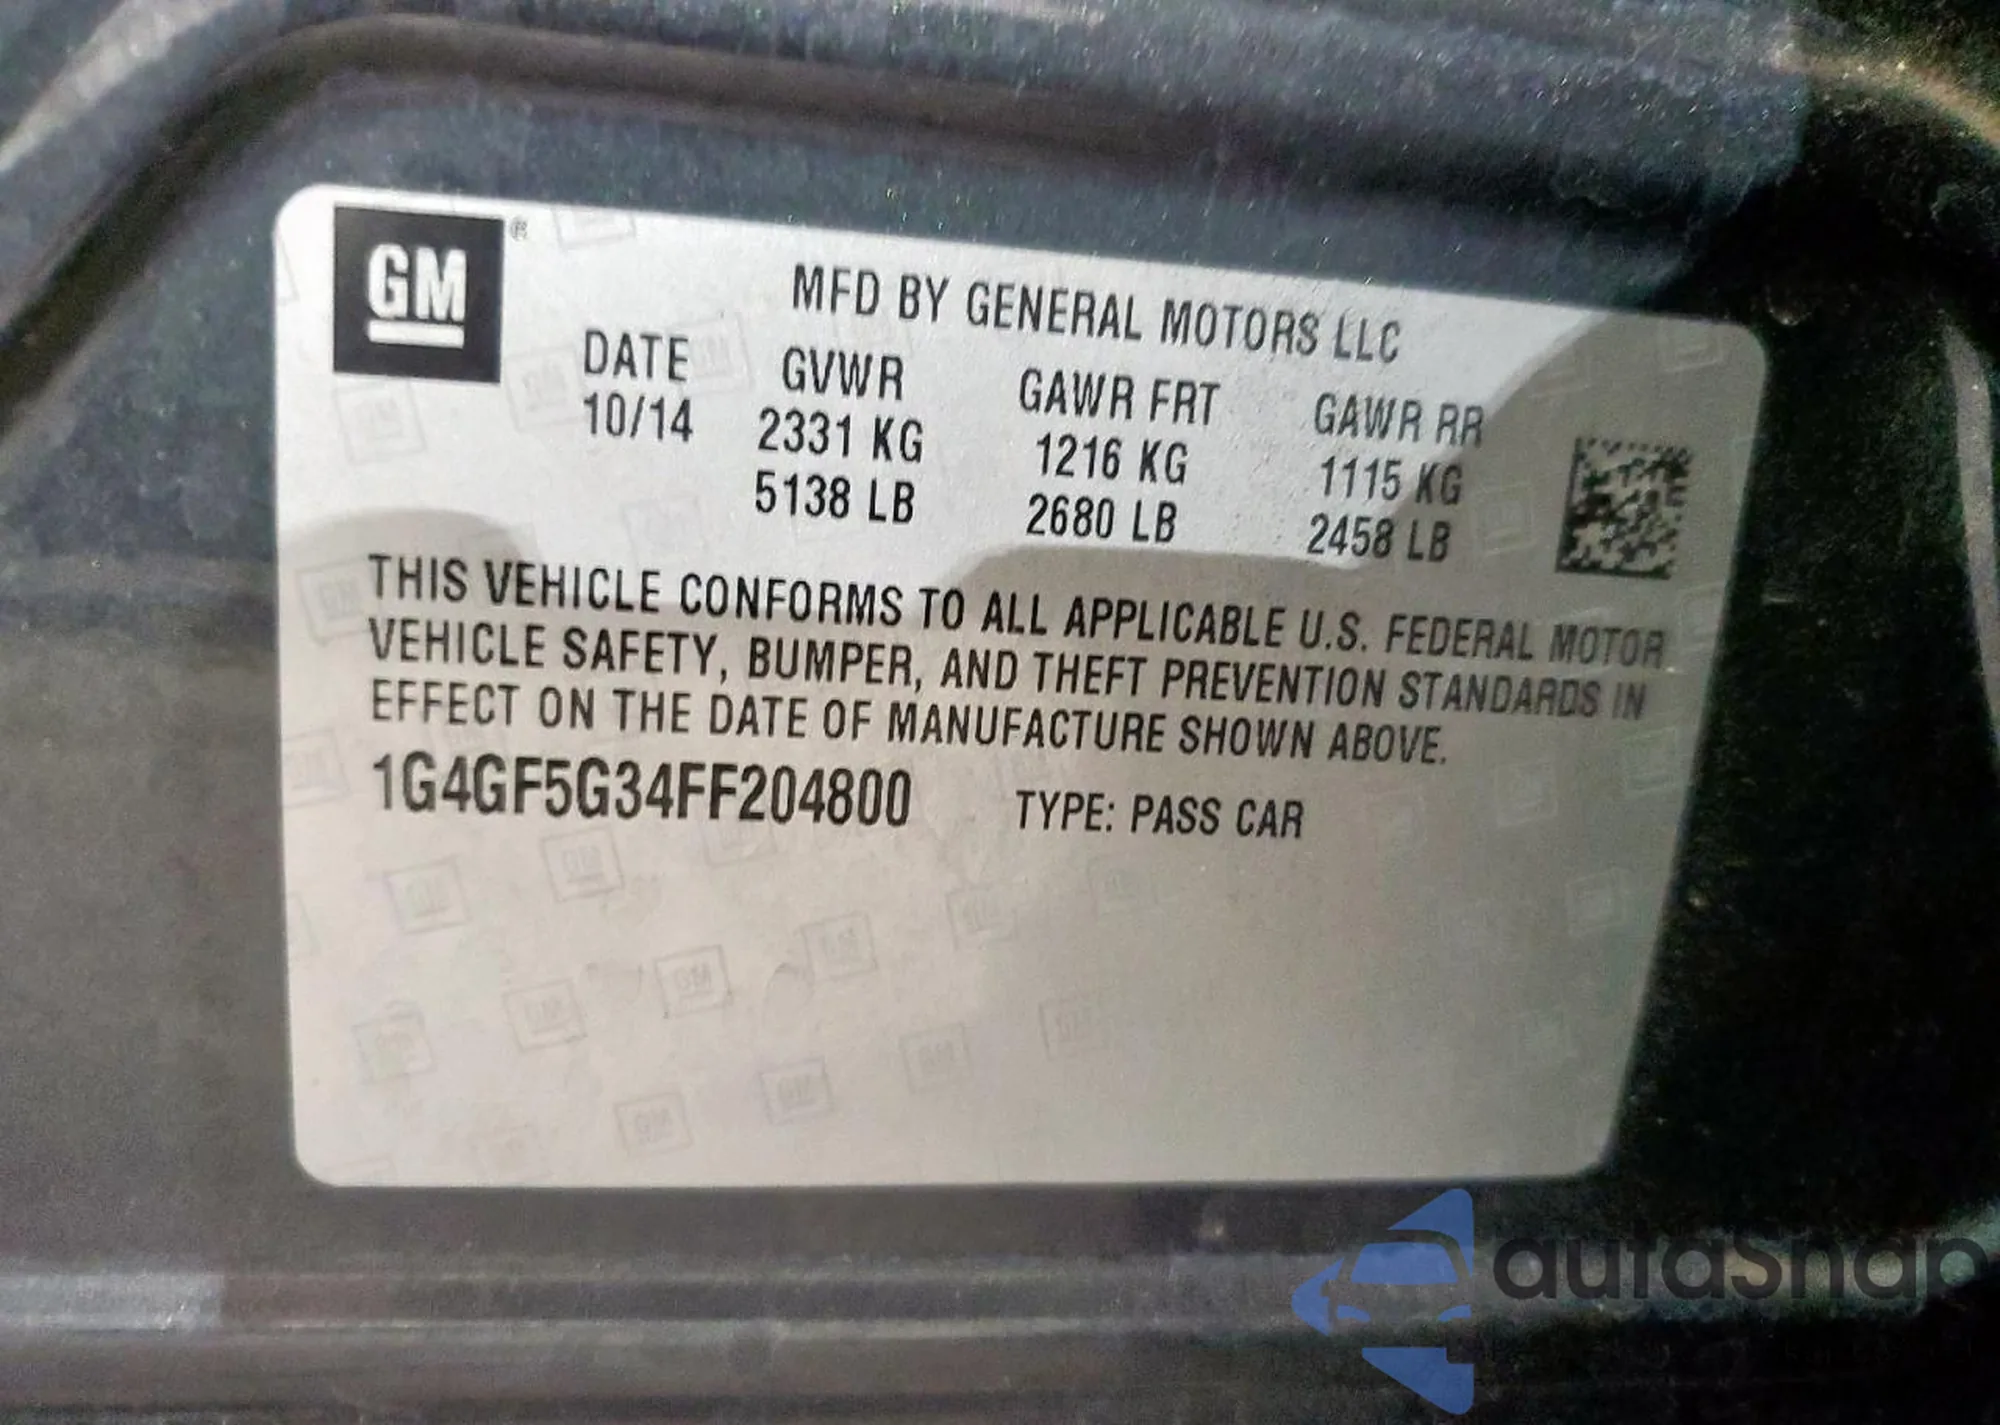 GM ®
MFD BY GENERAL MOTORS LLC
DATE GVWR GAWR FRT GAWR RR
10/14 2331 KG 1216 KG 1115 KG
5138 LB 2680 LB 2458 LB
THIS VEHICLE CONFORMS TO ALL APPLICABLE U.S. FEDERAL MOTOR
VEHICLE SAFETY, BUMPER, AND THEFT PREVENTION STANDARDS IN
EFFECT ON THE DATE OF MANUFACTURE SHOWN ABOVE.
1G4GF5G34FF204800 TYPE: PASS CAR
autasnap